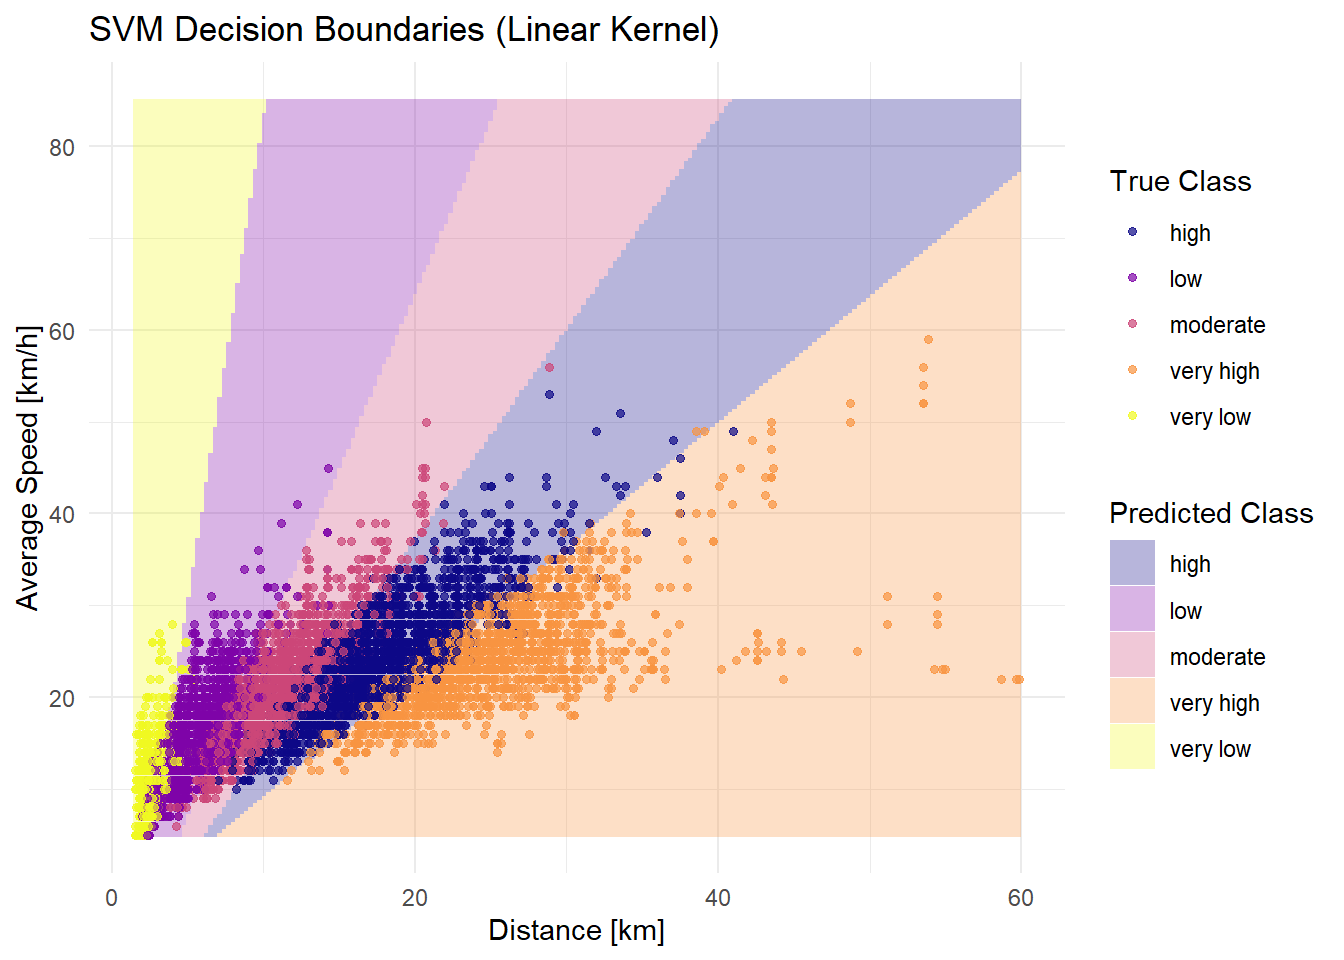 SVM Decision Boundaries (Linear Kernel)
80
60
40
20
0
20
40
60
Average Speed [km/h]
Distance [km]
True Class
high
low
moderate
very high
very low
Predicted Class
high
low
moderate
very high
very low